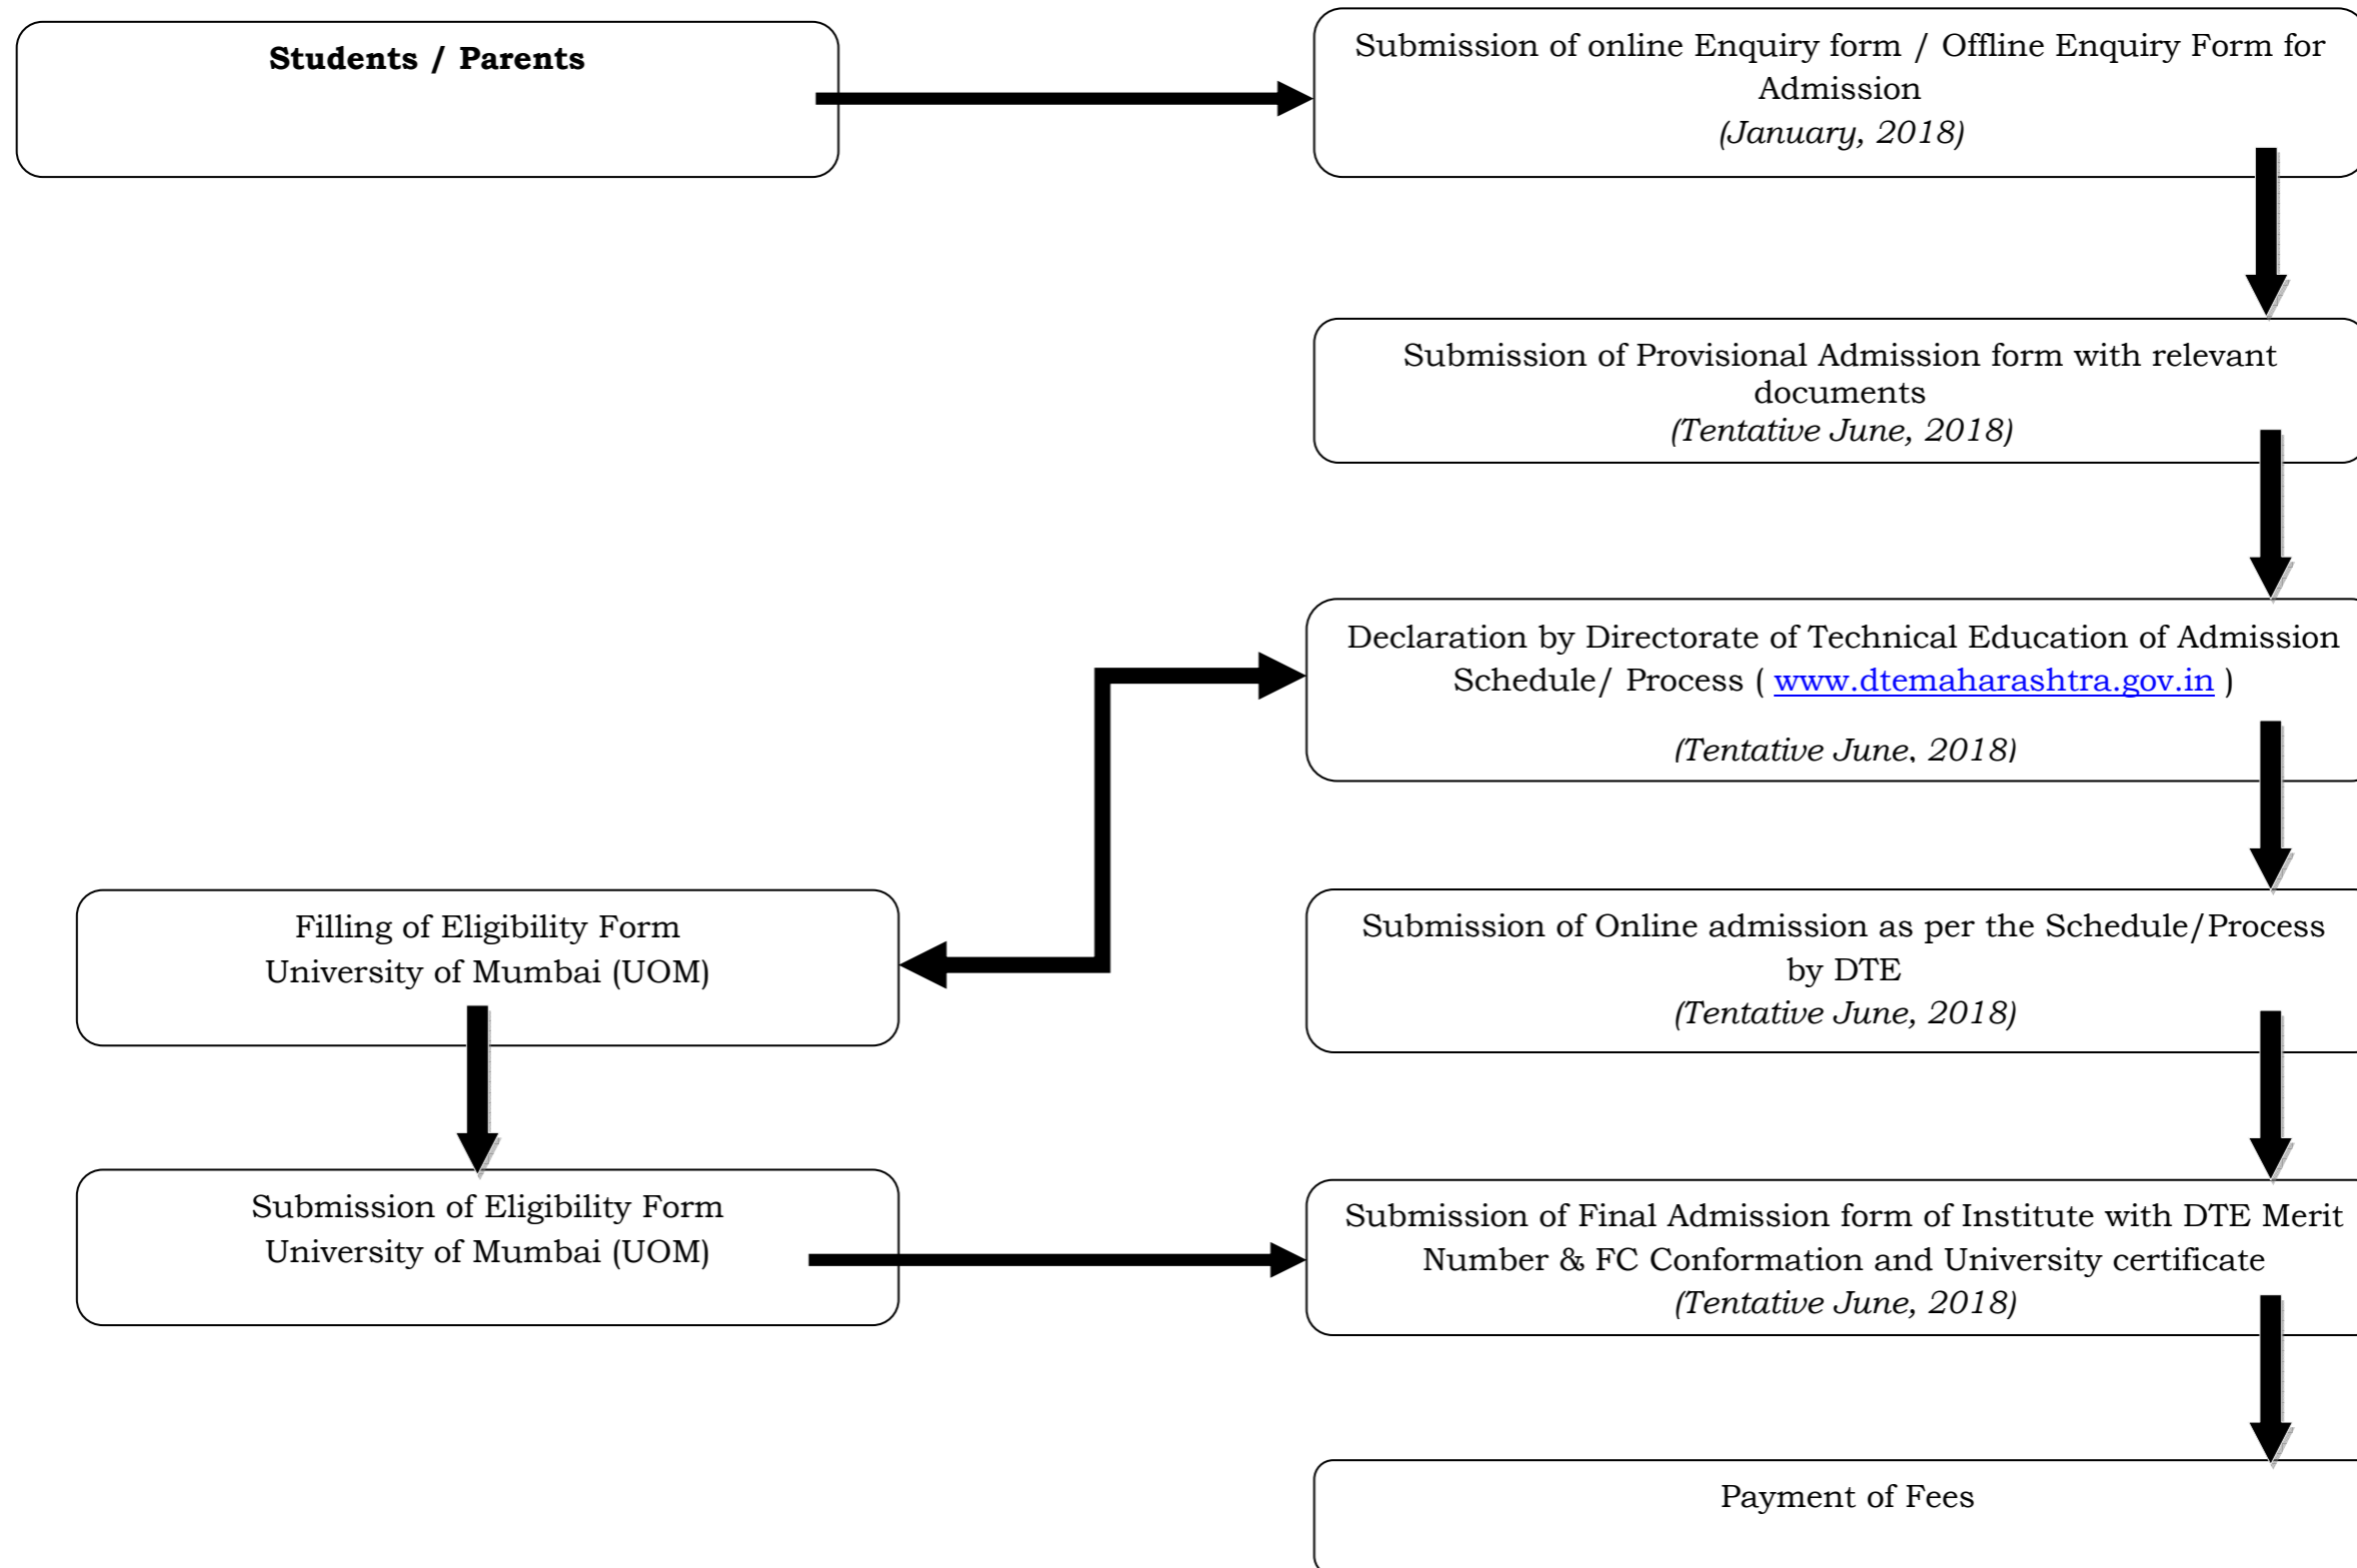 Students / Parents
Submission of online Enquiry form / Offline Enquiry Form for
Admission
(January, 2018)
Submission of Provisional Admission form with relevant
documents
(Tentative June, 2018)
Declaration by Directorate of Technical Education of Admission
Schedule/ Process ( www.dtemaharashtra.gov.in )
(Tentative June, 2018)
Filling of Eligibility Form
University of Mumbai (UOM)
Submission of Online admission as per the Schedule/Process
by DTE
(Tentative June, 2018)
Submission of Eligibility Form
University of Mumbai (UOM)
Submission of Final Admission form of Institute with DTE Merit
Number & FC Conformation and University certificate
(Tentative June, 2018)
Payment of Fees